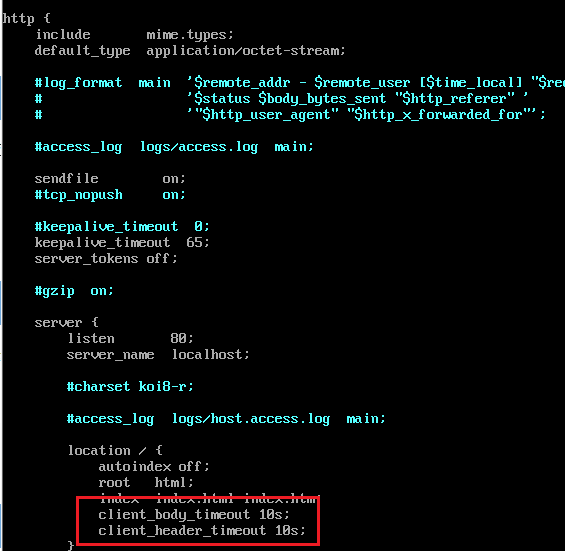 http {
include mime.types;
default_type application/octet-stream;
#log_format main '$remote_addr - $remote_user [$time_local] "$rec
# '$status $body_bytes_sent "$http_referer" '
# '"$http_user_agent" "$http_x_forwarded_for"';
#access_log logs/access.log main;
sendfile on;
#tcp_nopush on;
#keepalive_timeout 0;
keepalive_timeout 65;
server_tokens off;
#gzip on;
server {
listen 80;
server_name localhost;
#charset koi8-r;
#access_log logs/host.access.log main;
location / {
autoindex off;
root html;
index index.html index.htm
client_body_timeout 10s;
client_header_timeout 10s;
}